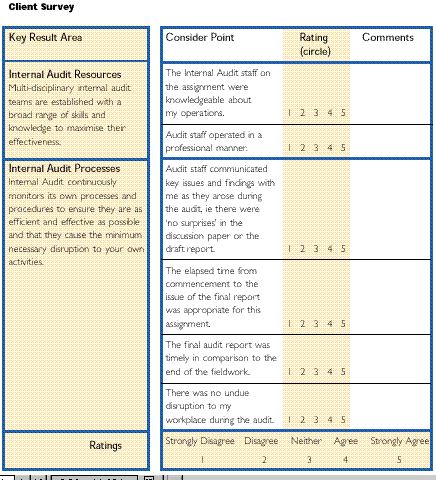 Client Survey
Key Result Area
Consider Point
Rating
(circle)
Comments
Internal Audit Resources
Multi-disciplinary internal audit
teams are established with a
broad range of skills and
knowledge to maximise their
effectiveness.
The Internal Audit staff on
the assignment were
knowledgeable about
my operations.
1 2 3 4 5
Audit staff operated in a
professional manner.
1 2 3 4 5
Internal Audit Processes
Internal Audit continuously
monitors its own processes and
procedures to ensure they are as
efficient and effective as possible
and that they cause the minimum
necessary disruption to your own
activities.
Audit staff communicated
key issues and findings with
me as they arose during
the audit, ie there were
'no surprises' in the
discussion paper or the
draft report.
1 2 3 4 5
The elapsed time from
commencement to the
issue of the final report
was appropriate for this
assignment.
1 2 3 4 5
The final audit report was
timely in comparison to the
end of the fieldwork.
1 2 3 4 5
There was no undue
disruption to my
workplace during the audit.
1 2 3 4 5
Ratings
Strongly Disagree Disagree Neither Agree Strongly Agree
1 2 3 4 5